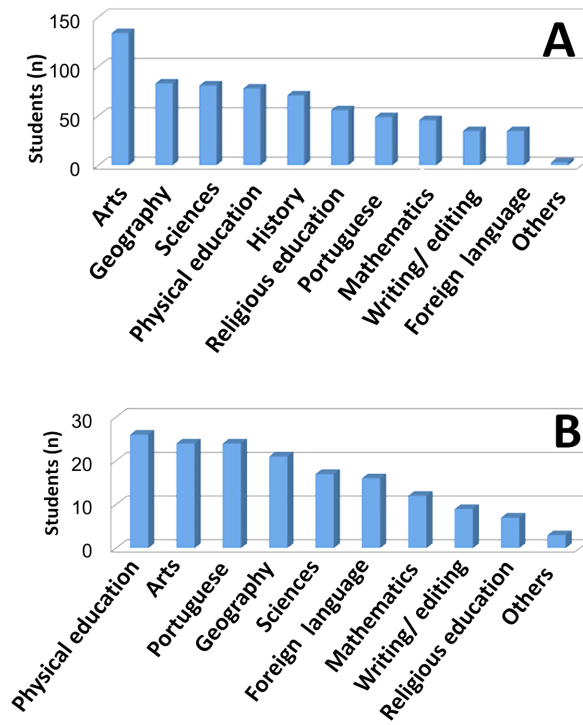 A
Students (n)
150
100
50
0
Arts
Geography
Sciences
Physical education
History
Religious education
Portuguese
Mathematics
Writing/ editing
Foreign language
Others
B
Students (n)
30
20
10
0
Physical education
Arts
Portuguese
Geography
Sciences
Foreign language
Mathematics
Writing/ editing
Religious education
Others